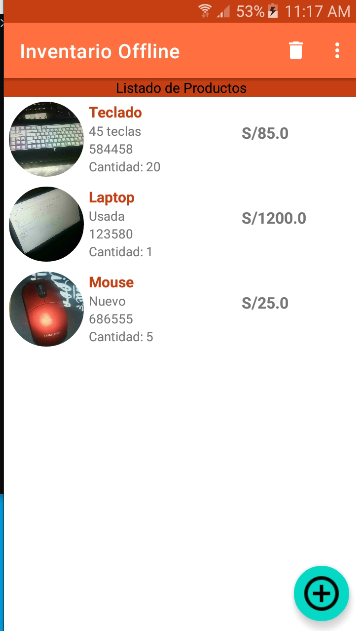 53% 11:17 AM
Inventario Offline
Listado de Productos
Teclado
45 teclas
S/85.0
584458
Cantidad: 20
Laptop
Usada
S/1200.0
123580
Cantidad: 1
Mouse
Nuevo
S/25.0
686555
Cantidad: 5